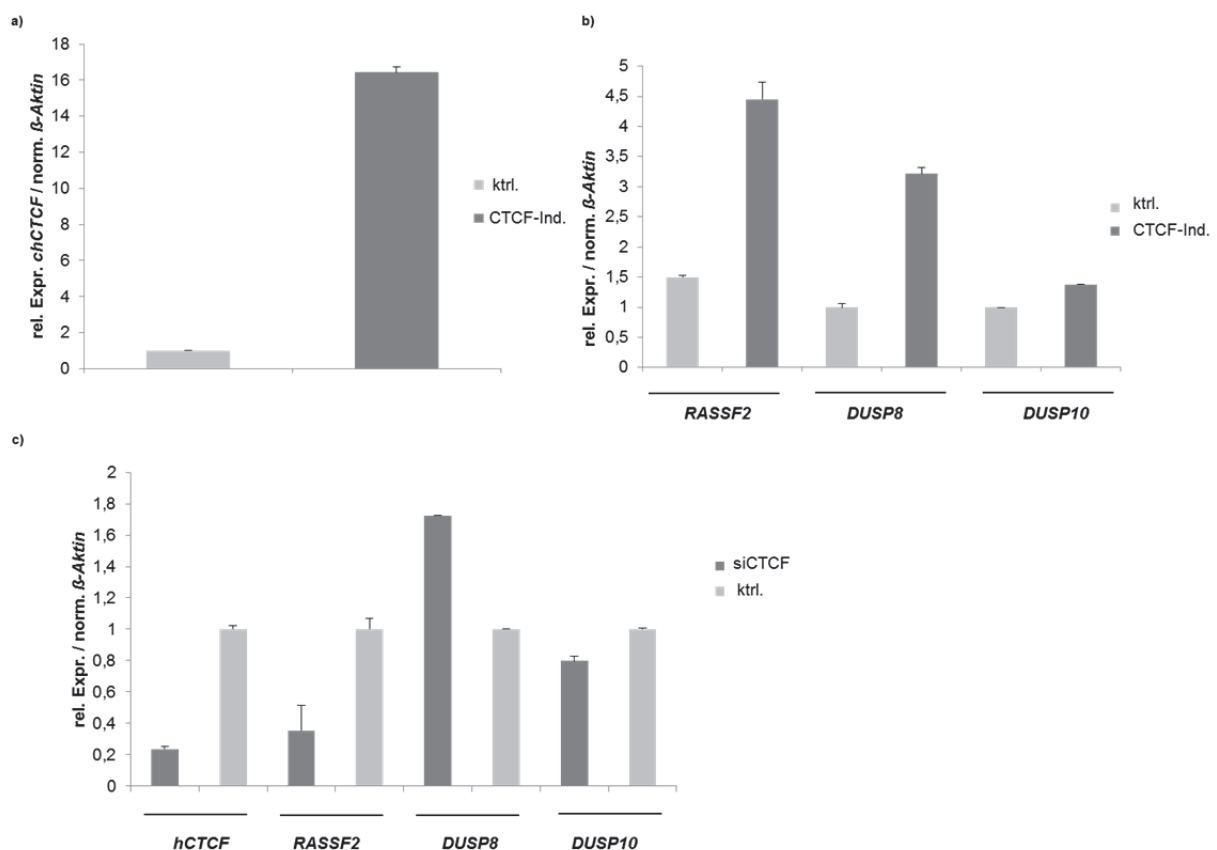 a)
rel. Expr. chCTCF / norm. ß-Aktin
18
16
14
12
10
8
6
4
2
0
ktrl.
CTCF-Ind.
b)
rel. Expr. / norm. ß-Aktin
5
4,5
4
3,5
3
2,5
2
1,5
1
0,5
0
ktrl.
CTCF-Ind.
RASSF2 DUSP8 DUSP10
c)
rel. Expr. / norm. ß-Aktin
2
1,8
1,6
1,4
1,2
1
0,8
0,6
0,4
0,2
0
siCTCF
ktrl.
hCTCF RASSF2 DUSP8 DUSP10